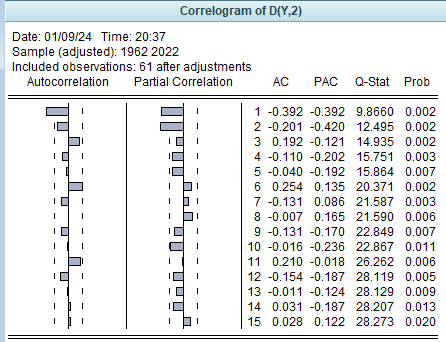 Correlogram of D(Y,2)
Date: 01/09/24 Time: 20:37
Sample (adjusted): 1962 2022
Included observations: 61 after adjustments
Autocorrelation Partial Correlation AC PAC Q-Stat Prob
1 -0.392 -0.392 9.8660 0.002
2 -0.201 -0.420 12.495 0.002
3 0.192 -0.121 14.935 0.002
4 -0.110 -0.202 15.751 0.003
5 -0.040 -0.192 15.864 0.007
6 0.254 0.135 20.371 0.002
7 -0.131 0.086 21.587 0.003
8 -0.007 0.165 21.590 0.006
9 -0.131 -0.170 22.849 0.007
10 -0.016 -0.236 22.867 0.011
11 0.210 -0.018 26.262 0.006
12 -0.154 -0.187 28.119 0.005
13 -0.011 -0.124 28.129 0.009
14 0.031 -0.187 28.207 0.013
15 0.028 0.122 28.273 0.020